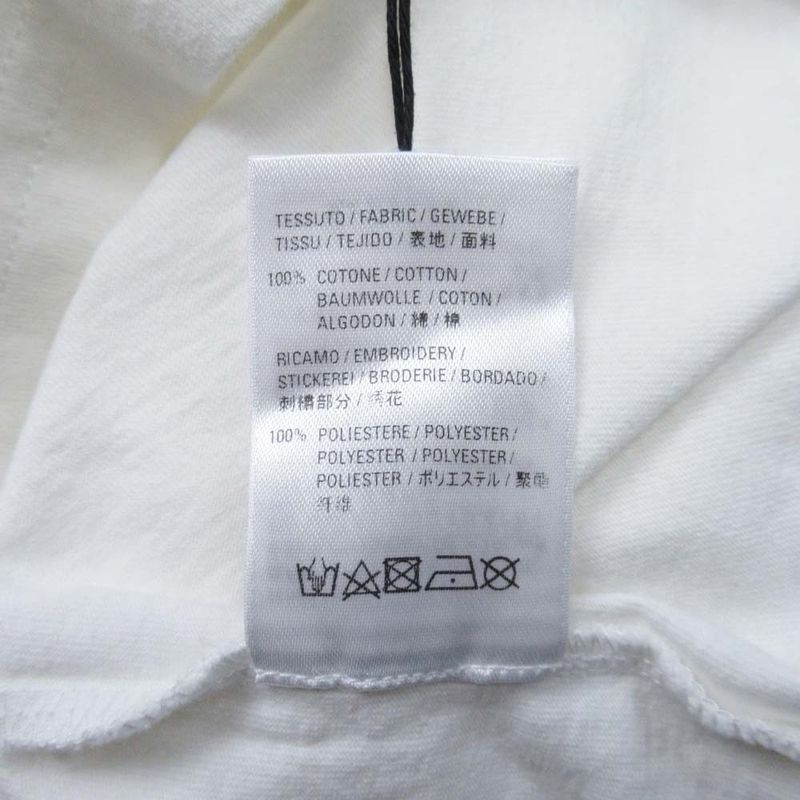 TESSUTO / FABRIC / GEWEBE /
TISSU / TEJIDO / 表地 / 面料
100% COTONE / COTTON /
BAUMWOLLE / COTON /
ALGODON / 綿 / 棉
RICAMO / EMBROIDERY /
STICKEREI / BRODERIE / BORDADO /
刺繍部分 / 绣花
100% POLIESTERE / POLYESTER /
POLYESTER / POLYESTER /
POLIESTER / ポリエステル / 聚酯
纤维